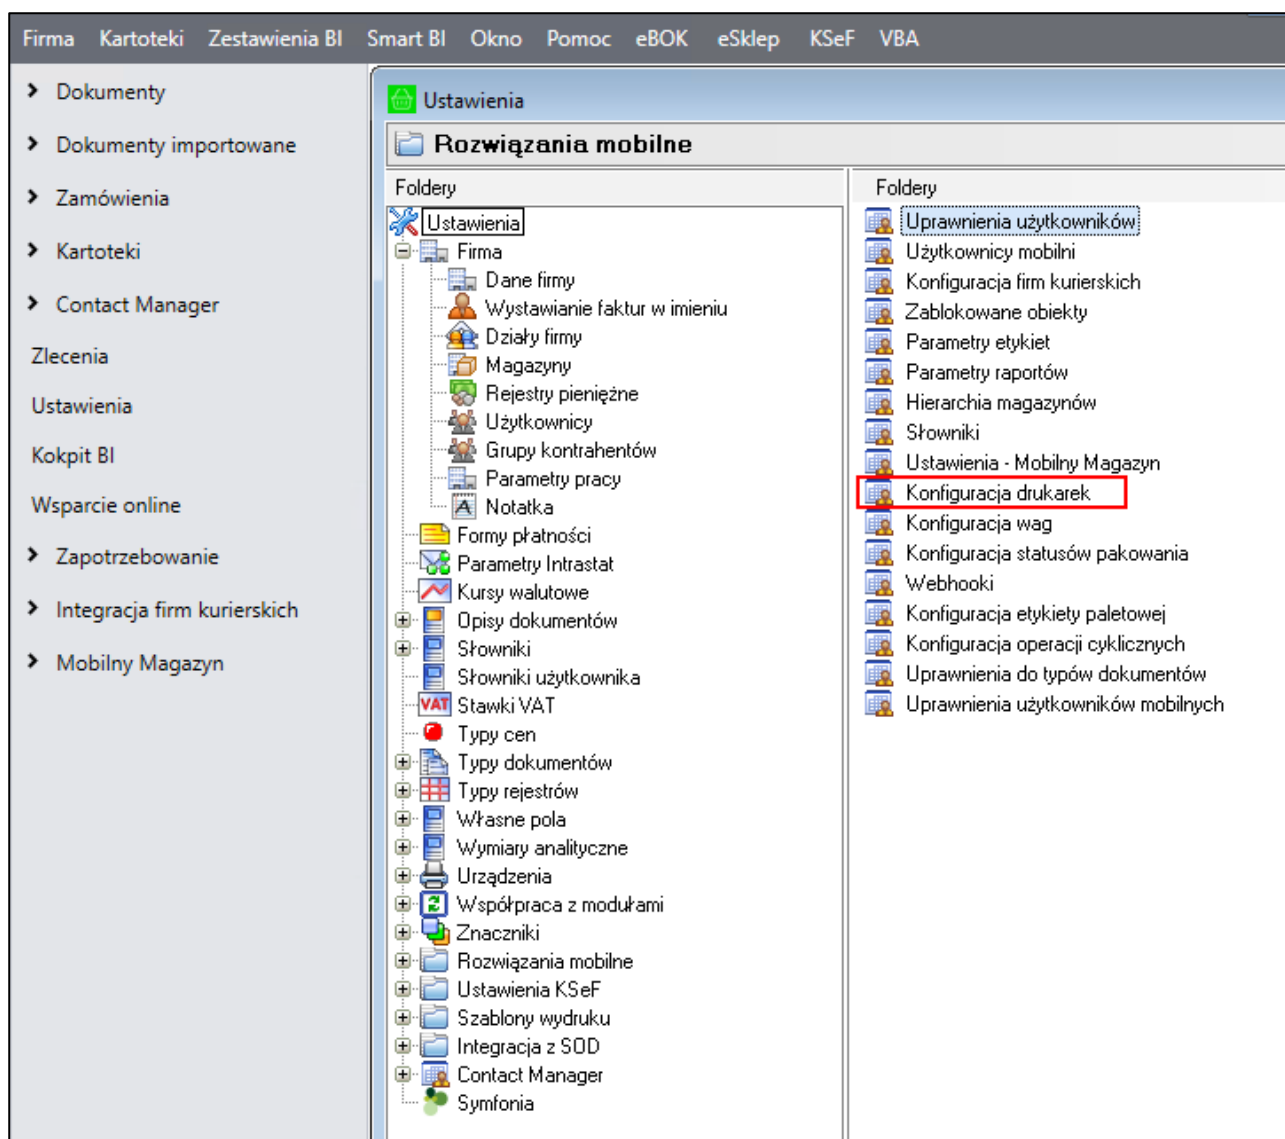 Firma Kartoteki Zestawienia BI Smart BI Okno Pomoc eBOK eSklep KSeF VBA
Dokumenty
Dokumenty importowane
Zamówienia
Kartoteki
Contact Manager
Zlecenia
Ustawienia
Kokpit BI
Wsparcie online
Zapotrzebowanie
Integracja firm kurierskich
Mobilny Magazyn
Ustawienia
Rozwiązania mobilne
Foldery
Ustawienia
Firma
Dane firmy
Wystawianie faktur w imieniu
Działy firmy
Magazyny
Rejestry pieniężne
Użytkownicy
Grupy kontrahentów
Parametry pracy
Notatka
Formy płatności
Parametry Intrastat
Kursy walutowe
Opisy dokumentów
Słowniki
Słowniki użytkownika
VAT Stawki VAT
Typy cen
Typy dokumentów
Typy rejestrów
Własne pola
Wymiary analityczne
Urządzenia
Współpraca z modułami
Znaczniki
Rozwiązania mobilne
Ustawienia KSeF
Szablony wydruku
Integracja z SOD
Contact Manager
Symfonia
Foldery
Uprawnienia użytkowników
Użytkownicy mobilni
Konfiguracja firm kurierskich
Zablokowane obiekty
Parametry etykiet
Parametry raportów
Hierarchia magazynów
Słowniki
Ustawienia - Mobilny Magazyn
Konfiguracja drukarek
Konfiguracja wag
Konfiguracja statusów pakowania
Webhooki
Konfiguracja etykiety paletowej
Konfiguracja operacji cyklicznych
Uprawnienia do typów dokumentów
Uprawnienia użytkowników mobilnych